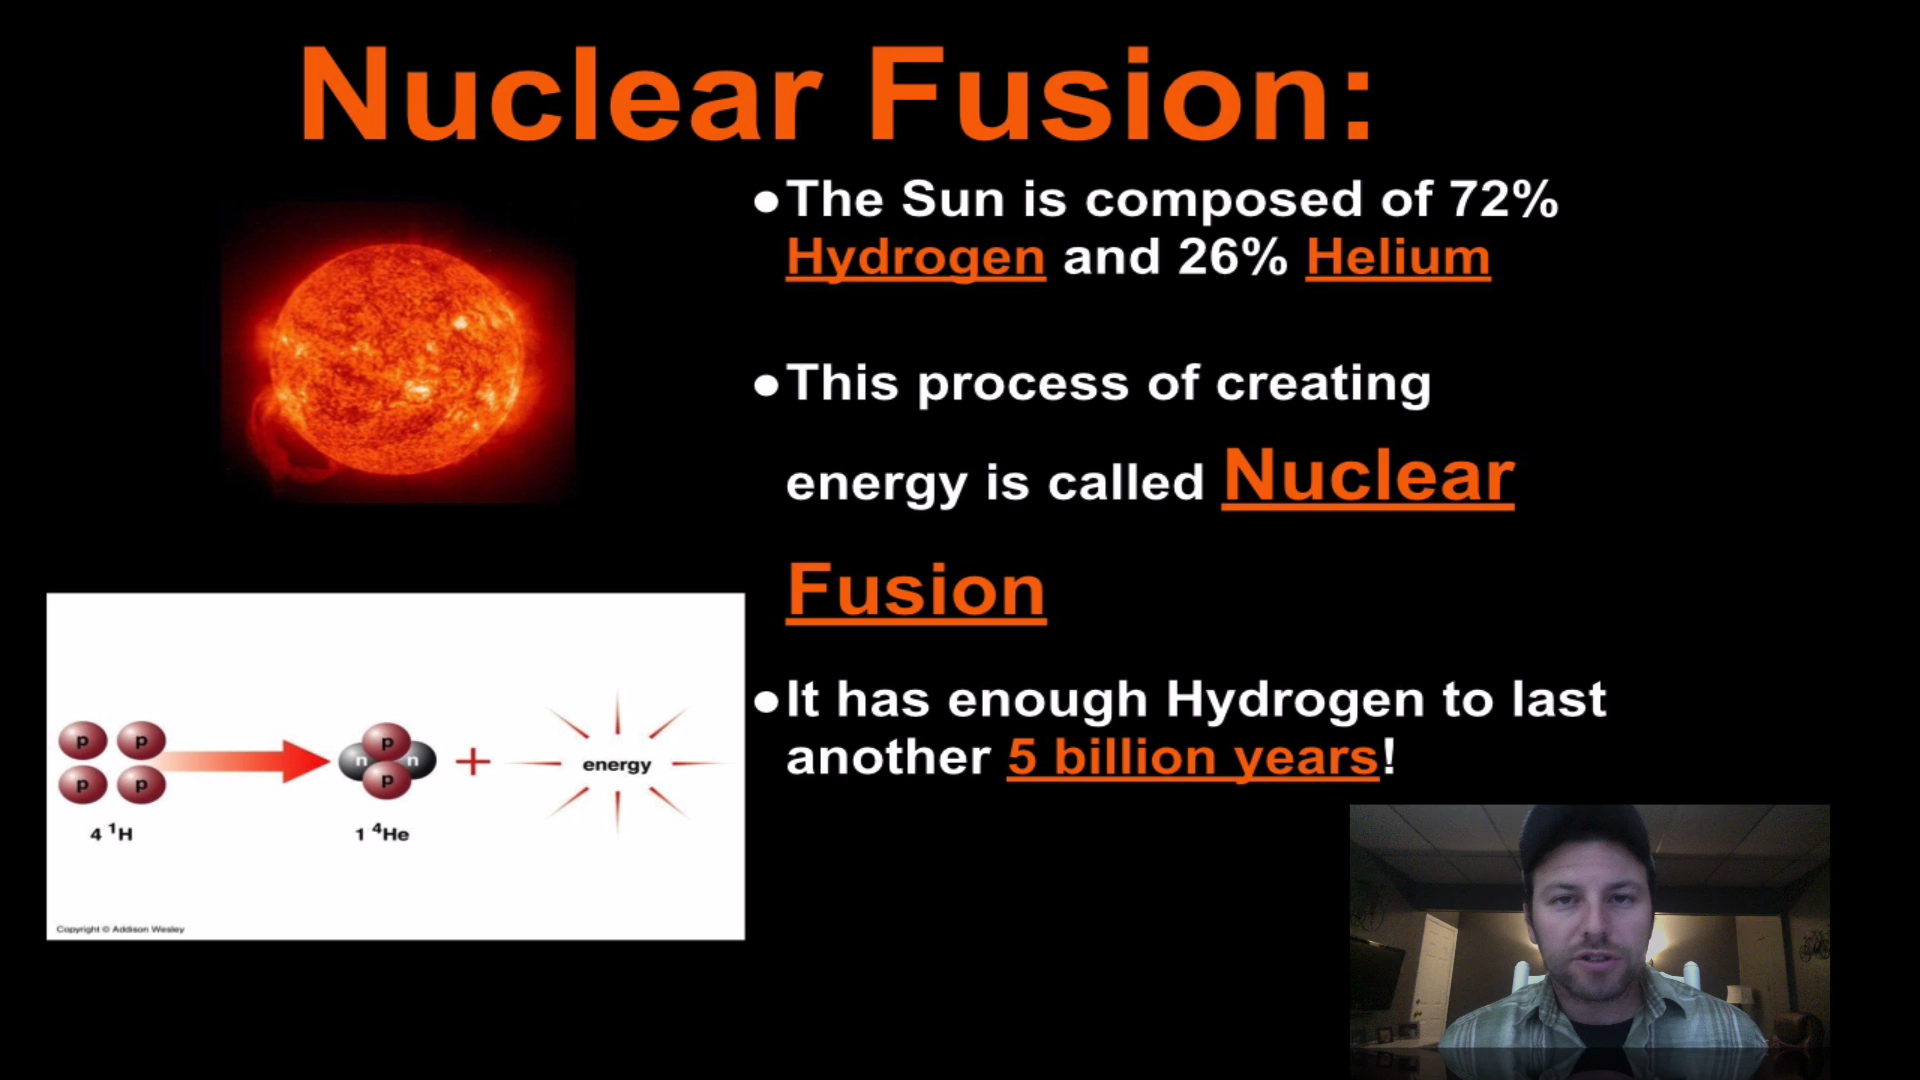 Nuclear Fusion:
●The Sun is composed of 72%
Hydrogen and 26% Helium
●This process of creating
energy is called Nuclear
Fusion
●It has enough Hydrogen to last
another 5 billion years!
p p
p p
4 ¹H
p
n n
p
1 ⁴He
+
energy
Copyright © Addison Wesley